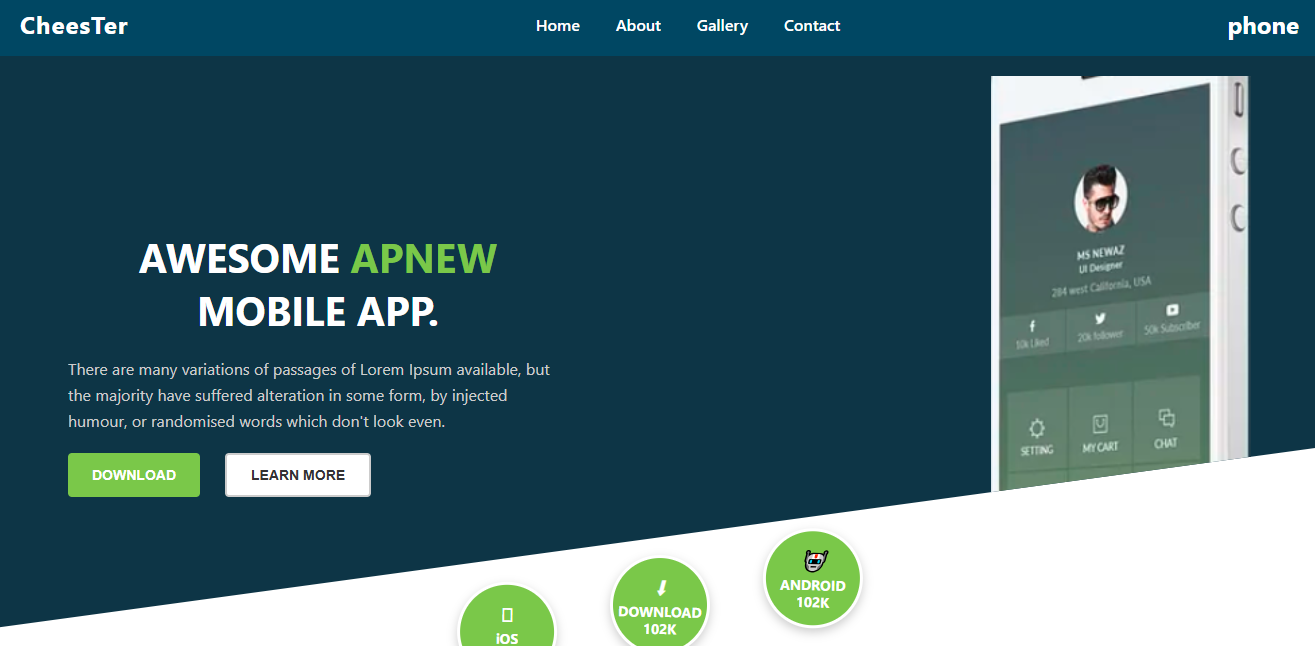 CheesTer
Home
About
Gallery
Contact
phone
AWESOME APNEW
MOBILE APP.
There are many variations of passages of Lorem Ipsum available, but
the majority have suffered alteration in some form, by injected
humour, or randomised words which don't look even.
DOWNLOAD
LEARN MORE
MS NEWAZ
UI Designer
284 west California, USA
10k Liked
20k follower
50k Subscriber
SETTING
MY CART
CHAT
ANDROID
102K
DOWNLOAD
102K
iOS